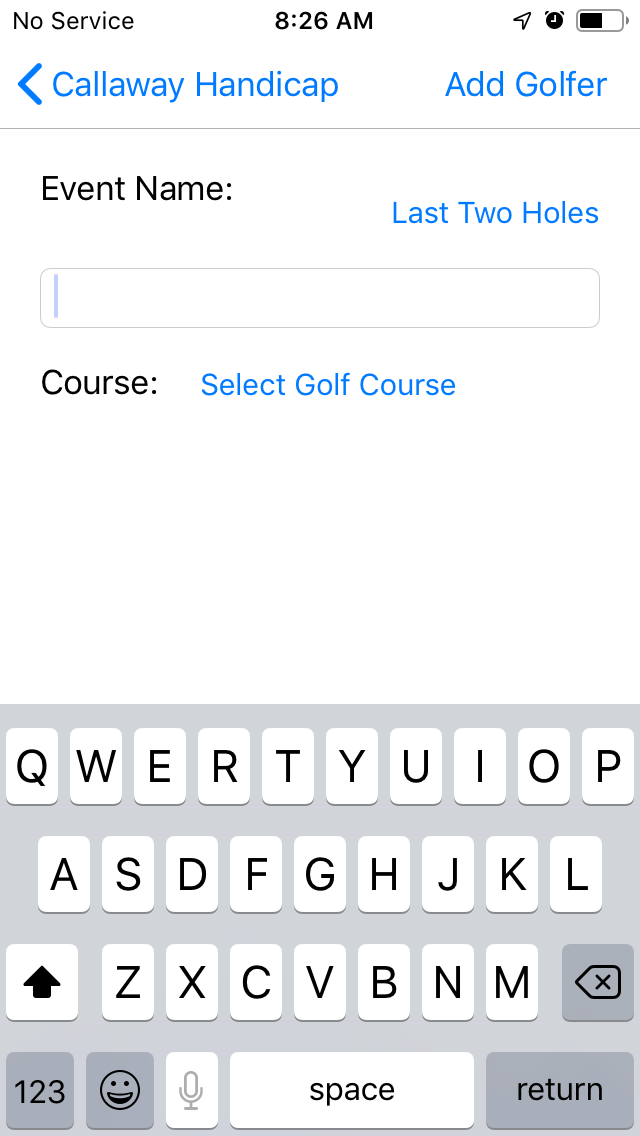 No Service 8:26 AM
Callaway Handicap Add Golfer
Event Name:
Last Two Holes
Course: Select Golf Course
Q W E R T Y U I O P
A S D F G H J K L
Z X C V B N M
123 space return